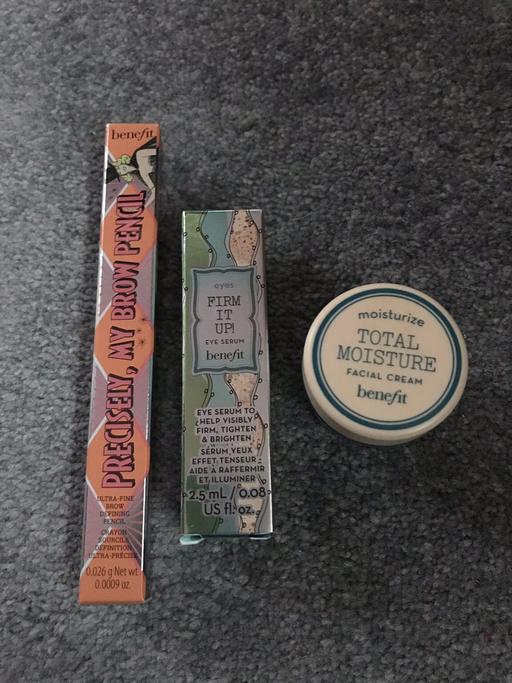 benefit
PRECISELY, MY BROW PENCIL
ULTRA-FINE
BROW
DEFINING
PENCIL
CRAYON
SOURCILS
DÉFINITION
ULTRA-PRÉCISE
0.026 g Net wt.
0.0009 oz.
eyes
FIRM
IT
UP!
EYE SERUM
benefit
EYE SERUM TO
HELP VISIBLY
FIRM, TIGHTEN
& BRIGHTEN
SÉRUM YEUX
EFFET TENSEUR
AIDE À RAFFERMIR
ET ILLUMINER
2.5 mL / 0.08
US fl. oz.
moisturize
TOTAL
MOISTURE
FACIAL CREAM
benefit